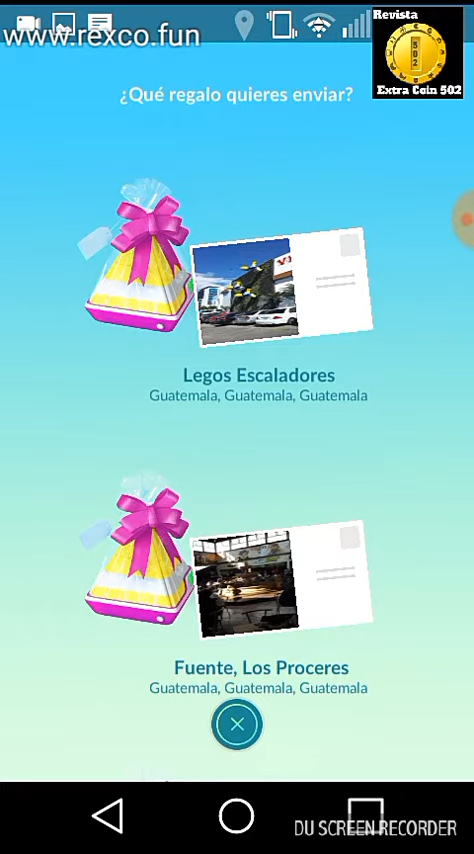 www.rexco.fun
Revista
502
Extra Coin 502
¿Qué regalo quieres enviar?
Legos Escaladores
Guatemala, Guatemala, Guatemala
Fuente, Los Proceres
Guatemala, Guatemala, Guatemala
DU SCREEN RECORDER